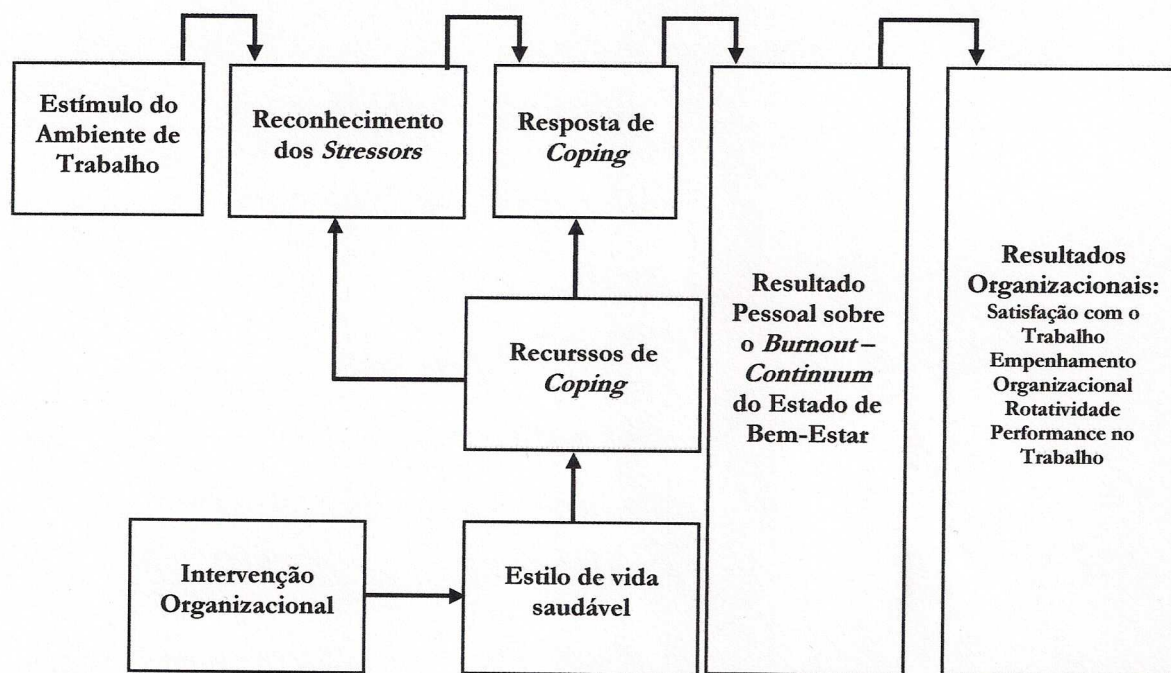 Estímulo do
Ambiente de
Trabalho
Reconhecimento
dos Stressors
Resposta de
Coping
Recurssos de
Coping
Intervenção
Organizacional
Estilo de vida
saudável
Resultado
Pessoal sobre
o Burnout –
Continuum
do Estado de
Bem-Estar
Resultados
Organizacionais:
Satisfação com o
Trabalho
Empenhamento
Organizacional
Rotatividade
Performance no
Trabalho